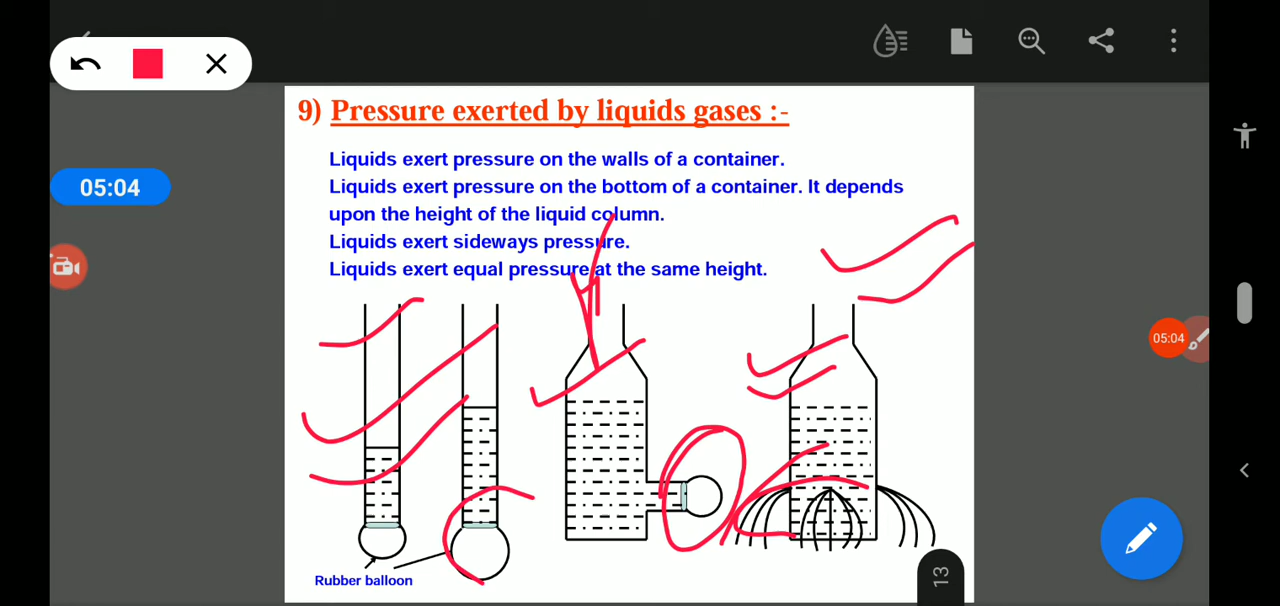 9) Pressure exerted by liquids gases :-
05:04
Liquids exert pressure on the walls of a container.
Liquids exert pressure on the bottom of a container. It depends
upon the height of the liquid column.
Liquids exert sideways pressure.
Liquids exert equal pressure at the same height.
05:04
Rubber balloon
13